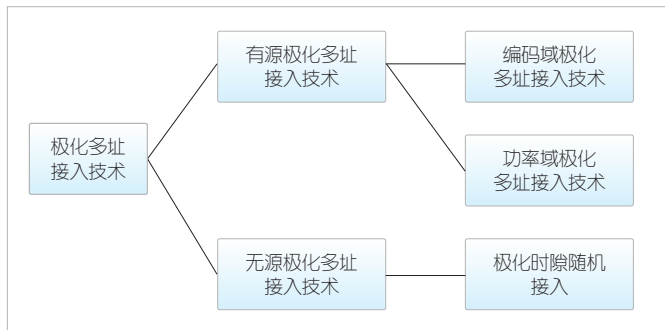 有源极化多址
接入技术
编码域极化
多址接入技术
极化多址
接入技术
功率域极化
多址接入技术
无源极化多址
接入技术
极化时隙随机
接入